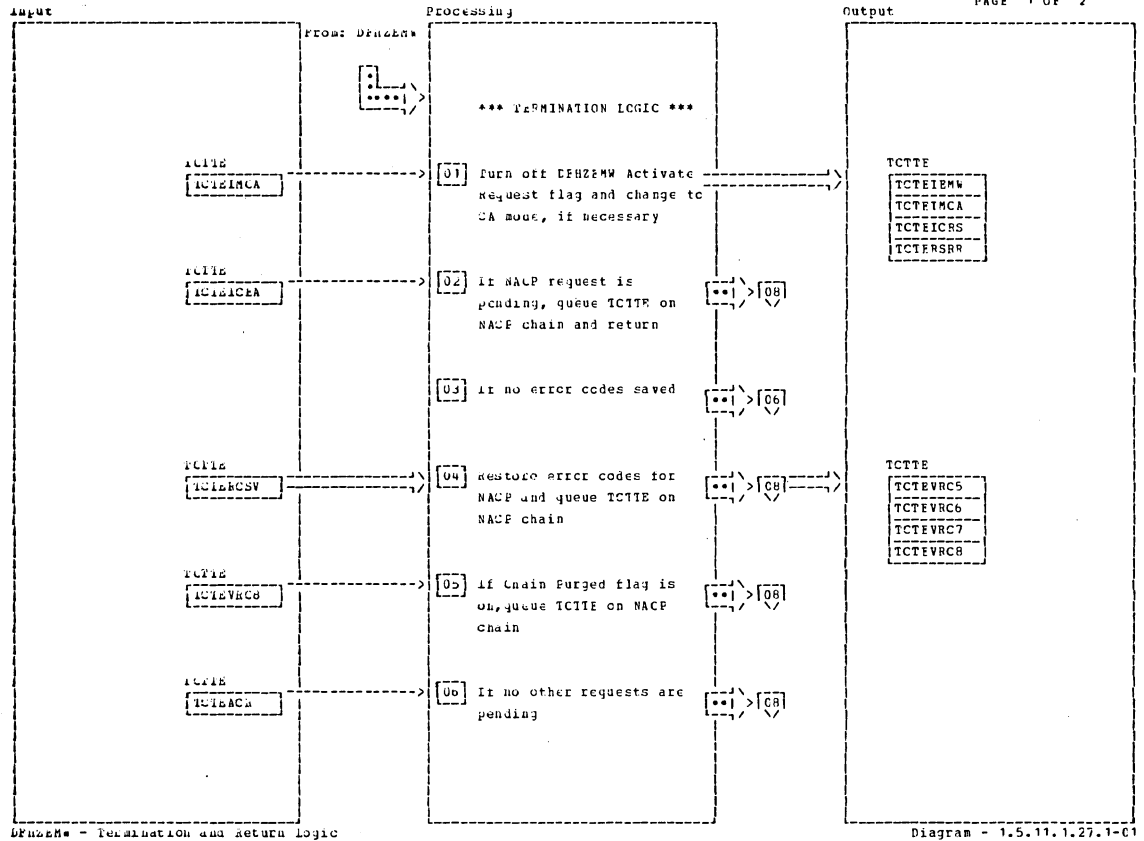 PAGE 1 OF 2
Input
Processing
Output
From: DFHZEMW
*** TERMINATION LOGIC ***
TCTTE
TCTEIMCA
01 Turn off DFHZEMW Activate
Request flag and change to
CA mode, if necessary
TCTTE
TCTEIEMW
TCTEIMCA
TCTEICRS
TCTERSRR
TCTTE
TCTEICEA
02 If NACP request is
pending, queue TCTTE on
NACP chain and return
08
03 If no error codes saved
06
TCTTE
TCTERCSV
04 Restore error codes for
NACP and queue TCTTE on
NACP chain
08
TCTTE
TCTEVRC5
TCTEVRC6
TCTEVRC7
TCTEVRC8
TCTTE
TCTEVRC8
05 If Chain Purged flag is
on, queue TCTTE on NACP
chain
08
TCTTE
06 If no other requests are
pending
08
DFHZEMW - Termination and Return logic
Diagram - 1.5.11.1.27.1-01